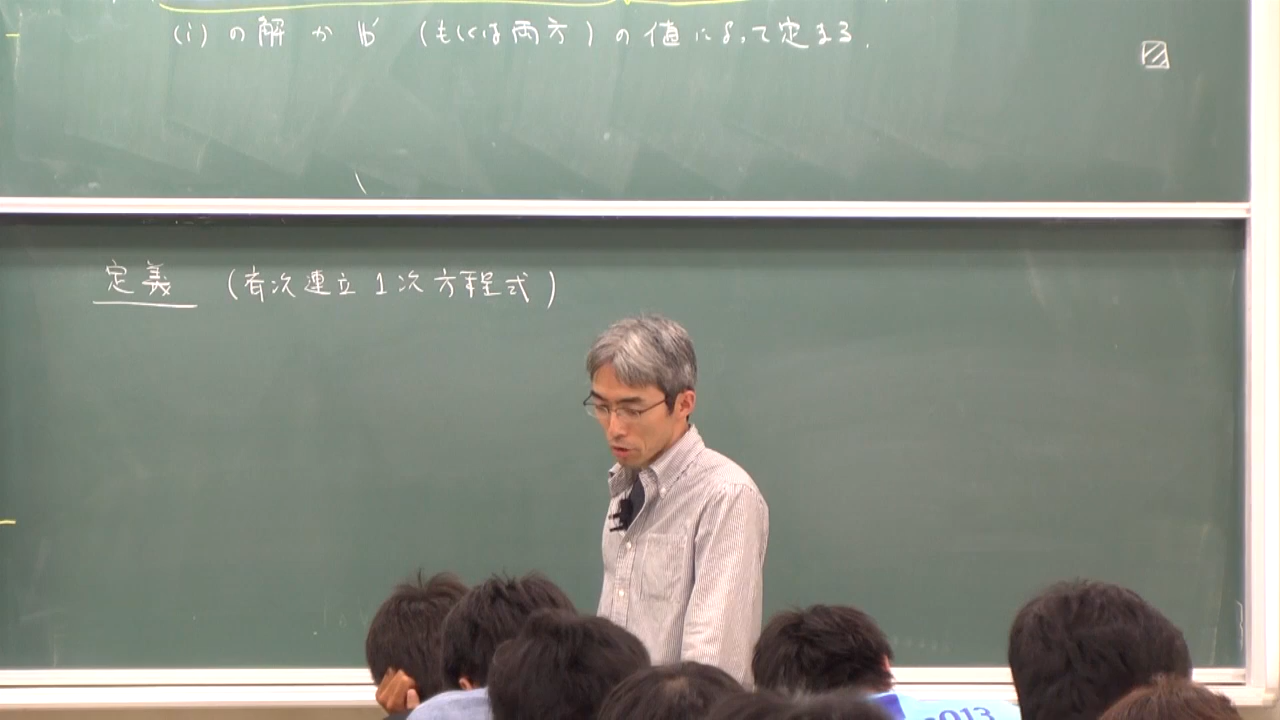 (i) の解 か b (もしくは両方) の値によって定まる.
定義 (斉次連立1次方程式)
2013